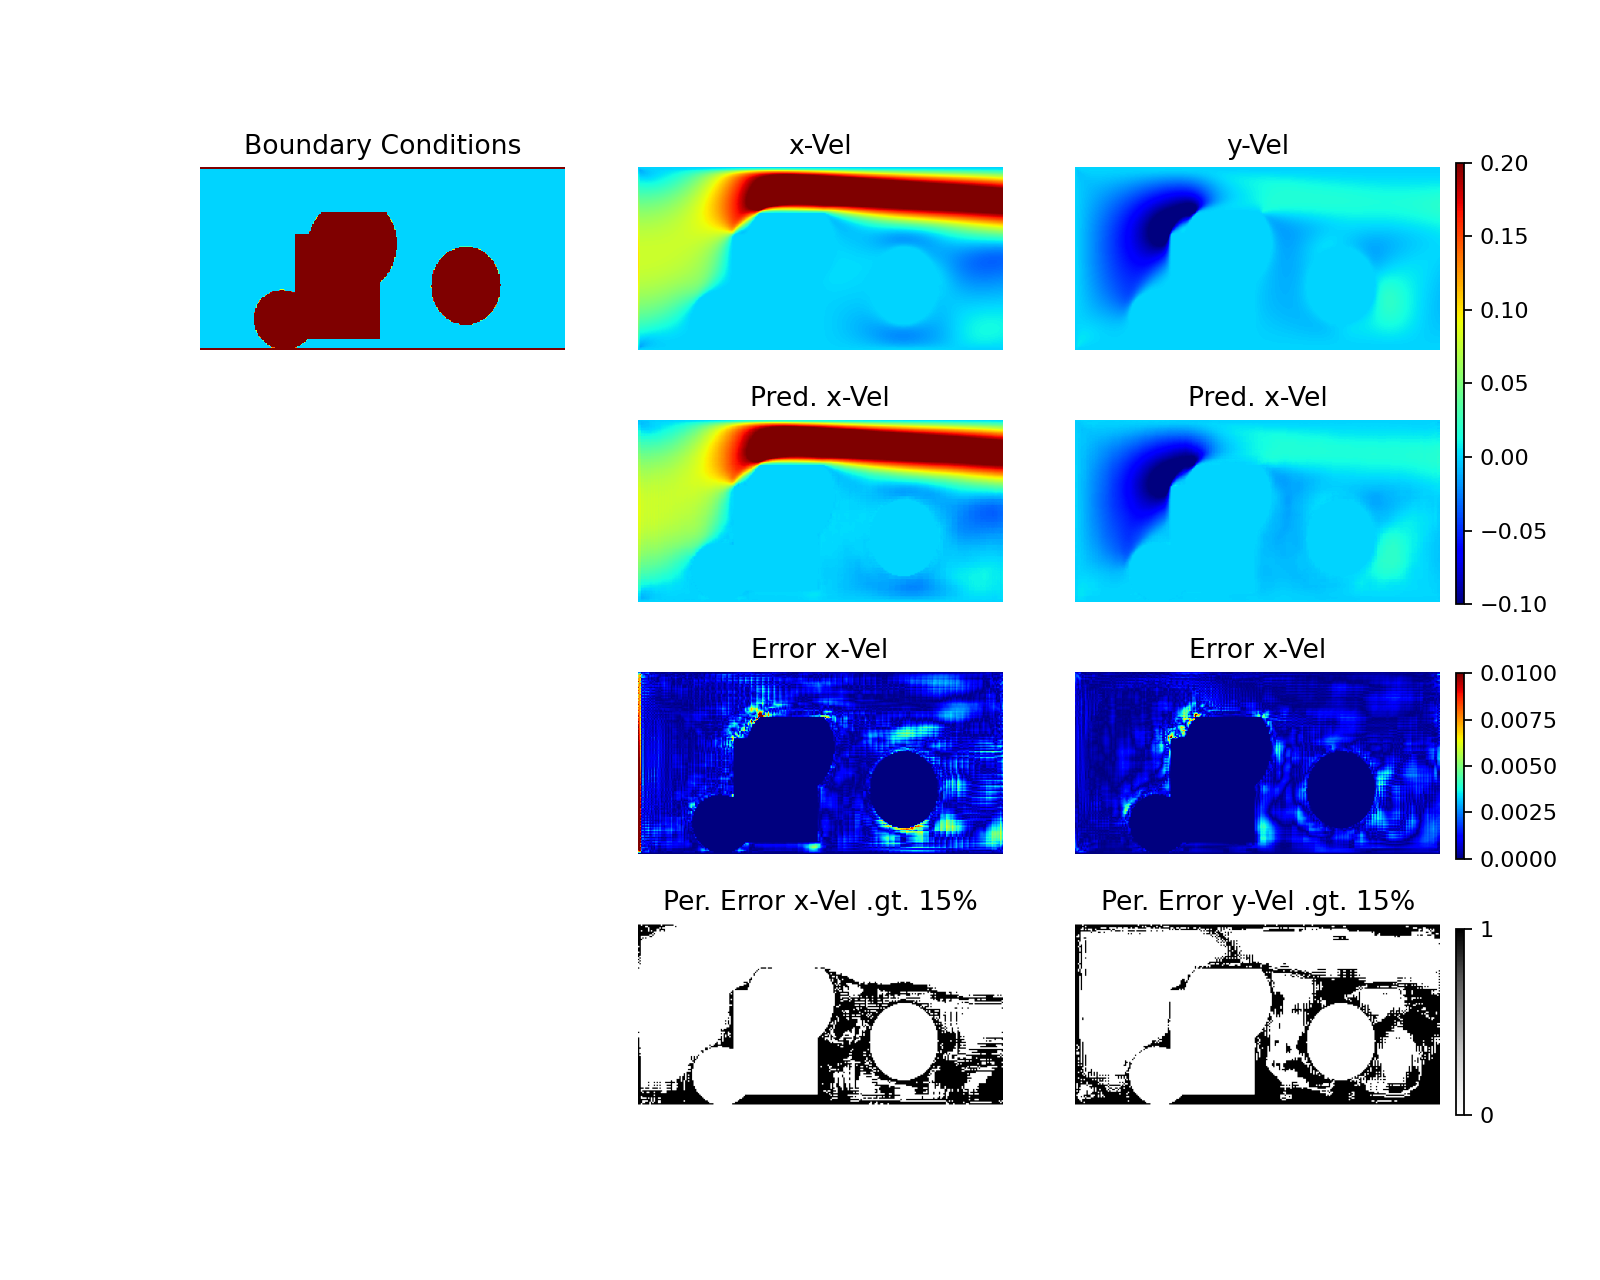 Boundary Conditions
x-Vel
y-Vel
0.20
0.15
0.10
0.05
0.00
−0.05
−0.10
Pred. x-Vel
Pred. x-Vel
Error x-Vel
Error x-Vel
0.0100
0.0075
0.0050
0.0025
0.0000
Per. Error x-Vel .gt. 15%
Per. Error y-Vel .gt. 15%
1
0